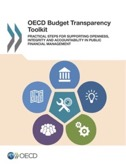 OECD Budget Transparency
Toolkit
PRACTICAL STEPS FOR SUPPORTING OPENNESS,
INTEGRITY AND ACCOUNTABILITY IN PUBLIC
FINANCIAL MANAGEMENT
OECD